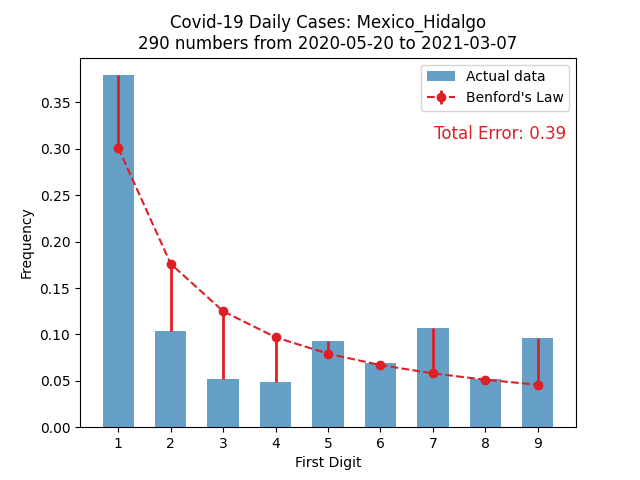 Covid-19 Daily Cases: Mexico_Hidalgo
290 numbers from 2020-05-20 to 2021-03-07
Actual data
Benford's Law
Total Error: 0.39
Frequency
0.35
0.30
0.25
0.20
0.15
0.10
0.05
0.00
1 2 3 4 5 6 7 8 9
First Digit